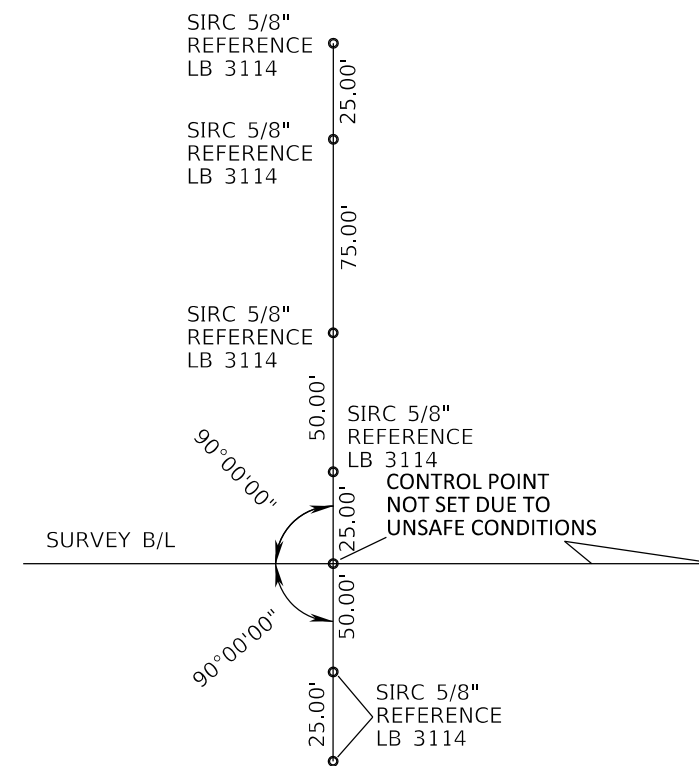 SIRC 5/8"
REFERENCE
LB 3114
25.00'
SIRC 5/8"
REFERENCE
LB 3114
75.00'
SIRC 5/8"
REFERENCE
LB 3114
50.00'
SIRC 5/8"
REFERENCE
LB 3114
90°00'00"
25.00'
CONTROL POINT
NOT SET DUE TO
UNSAFE CONDITIONS
SURVEY B/L
90°00'00"
50.00'
25.00'
SIRC 5/8"
REFERENCE
LB 3114